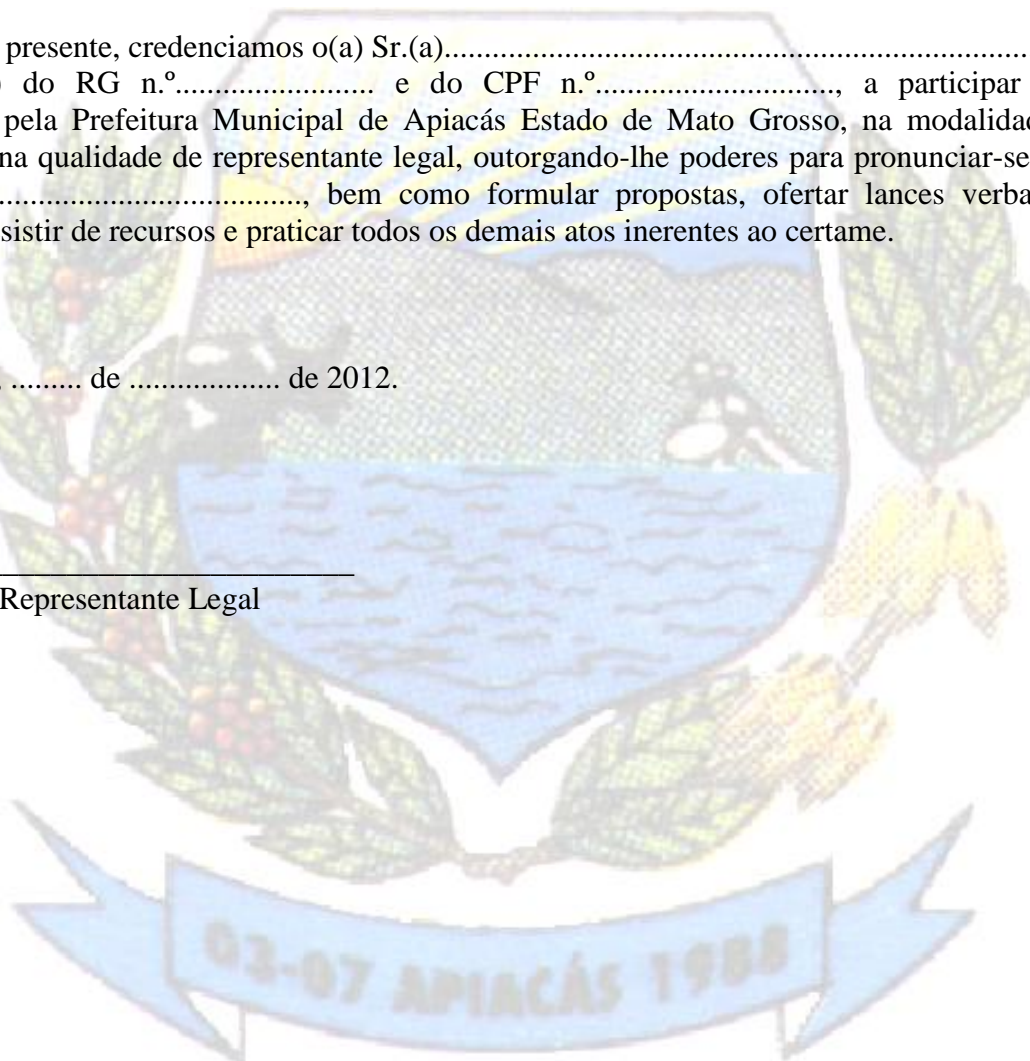 presente, credenciamos o(a) Sr.(a).........................................................................
do RG n.º......................... e do CPF n.º.............................., a participar
pela Prefeitura Municipal de Apiacás Estado de Mato Grosso, na modalidad
na qualidade de representante legal, outorgando-lhe poderes para pronunciar-se
......................................, bem como formular propostas, ofertar lances verba
sistir de recursos e praticar todos os demais atos inerentes ao certame.
, ......... de ................... de 2012.
_______________________
Representante Legal
03-07 APIACÁS 1988